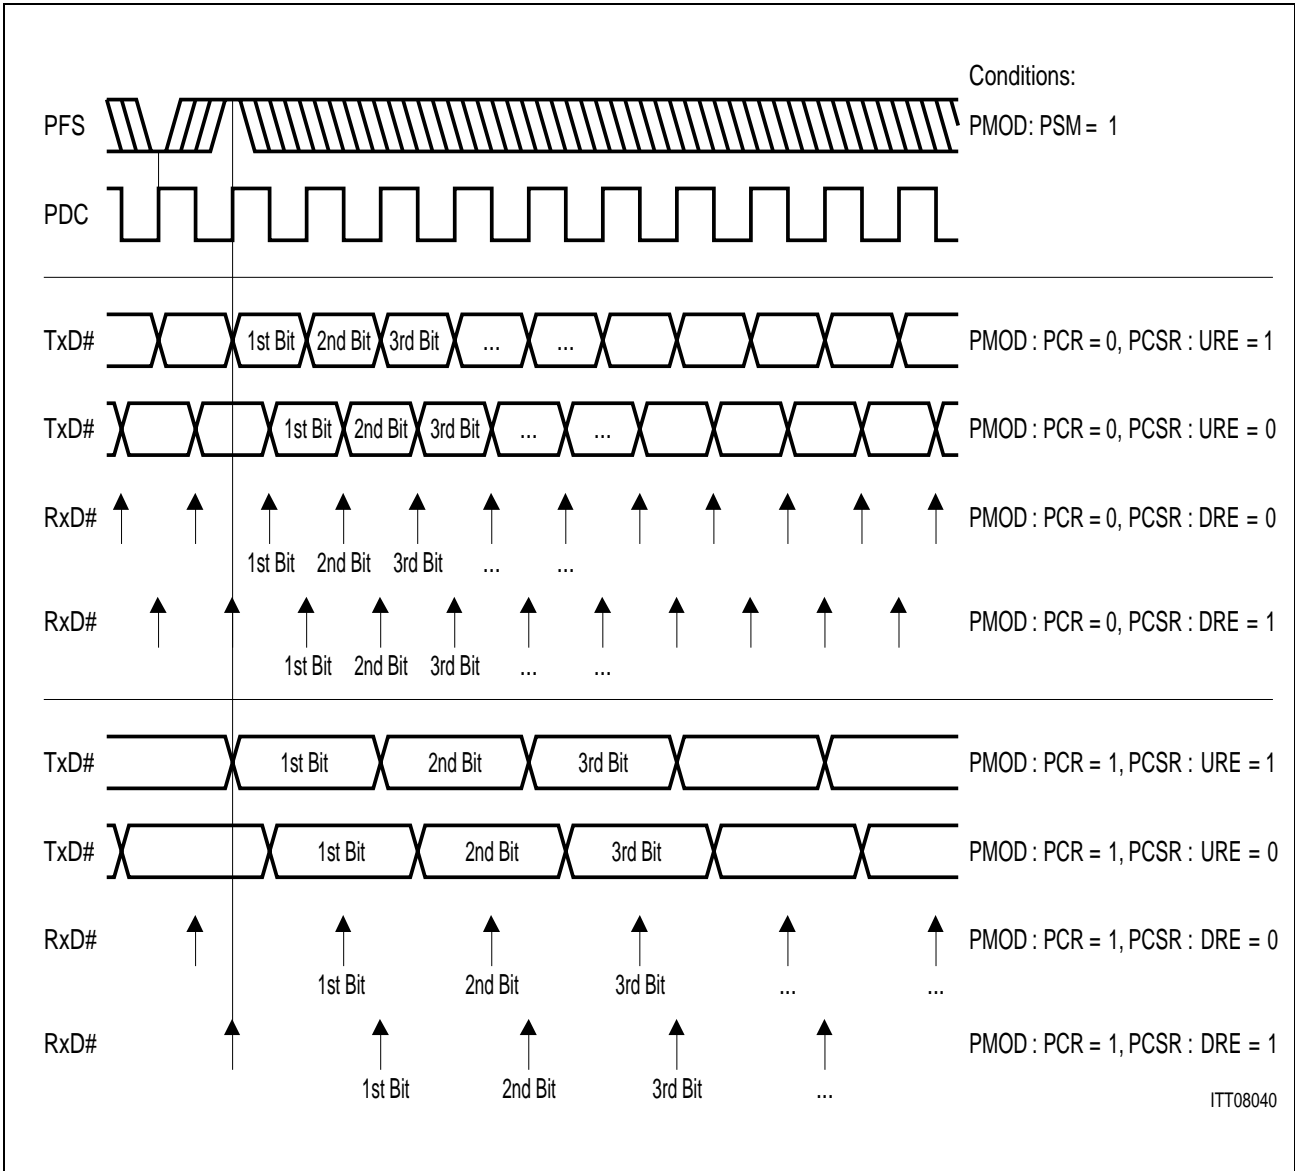 Conditions:
PFS
PMOD: PSM = 1
PDC
TxD# 1st Bit 2nd Bit 3rd Bit ... ... PMOD : PCR = 0, PCSR : URE = 1
TxD# 1st Bit 2nd Bit 3rd Bit ... ... PMOD : PCR = 0, PCSR : URE = 0
RxD# PMOD : PCR = 0, PCSR : DRE = 0
1st Bit 2nd Bit 3rd Bit ... ...
RxD# PMOD : PCR = 0, PCSR : DRE = 1
1st Bit 2nd Bit 3rd Bit ... ...
TxD# 1st Bit 2nd Bit 3rd Bit PMOD : PCR = 1, PCSR : URE = 1
TxD# 1st Bit 2nd Bit 3rd Bit PMOD : PCR = 1, PCSR : URE = 0
RxD# PMOD : PCR = 1, PCSR : DRE = 0
1st Bit 2nd Bit 3rd Bit ... ...
RxD# PMOD : PCR = 1, PCSR : DRE = 1
1st Bit 2nd Bit 3rd Bit ...
ITT08040